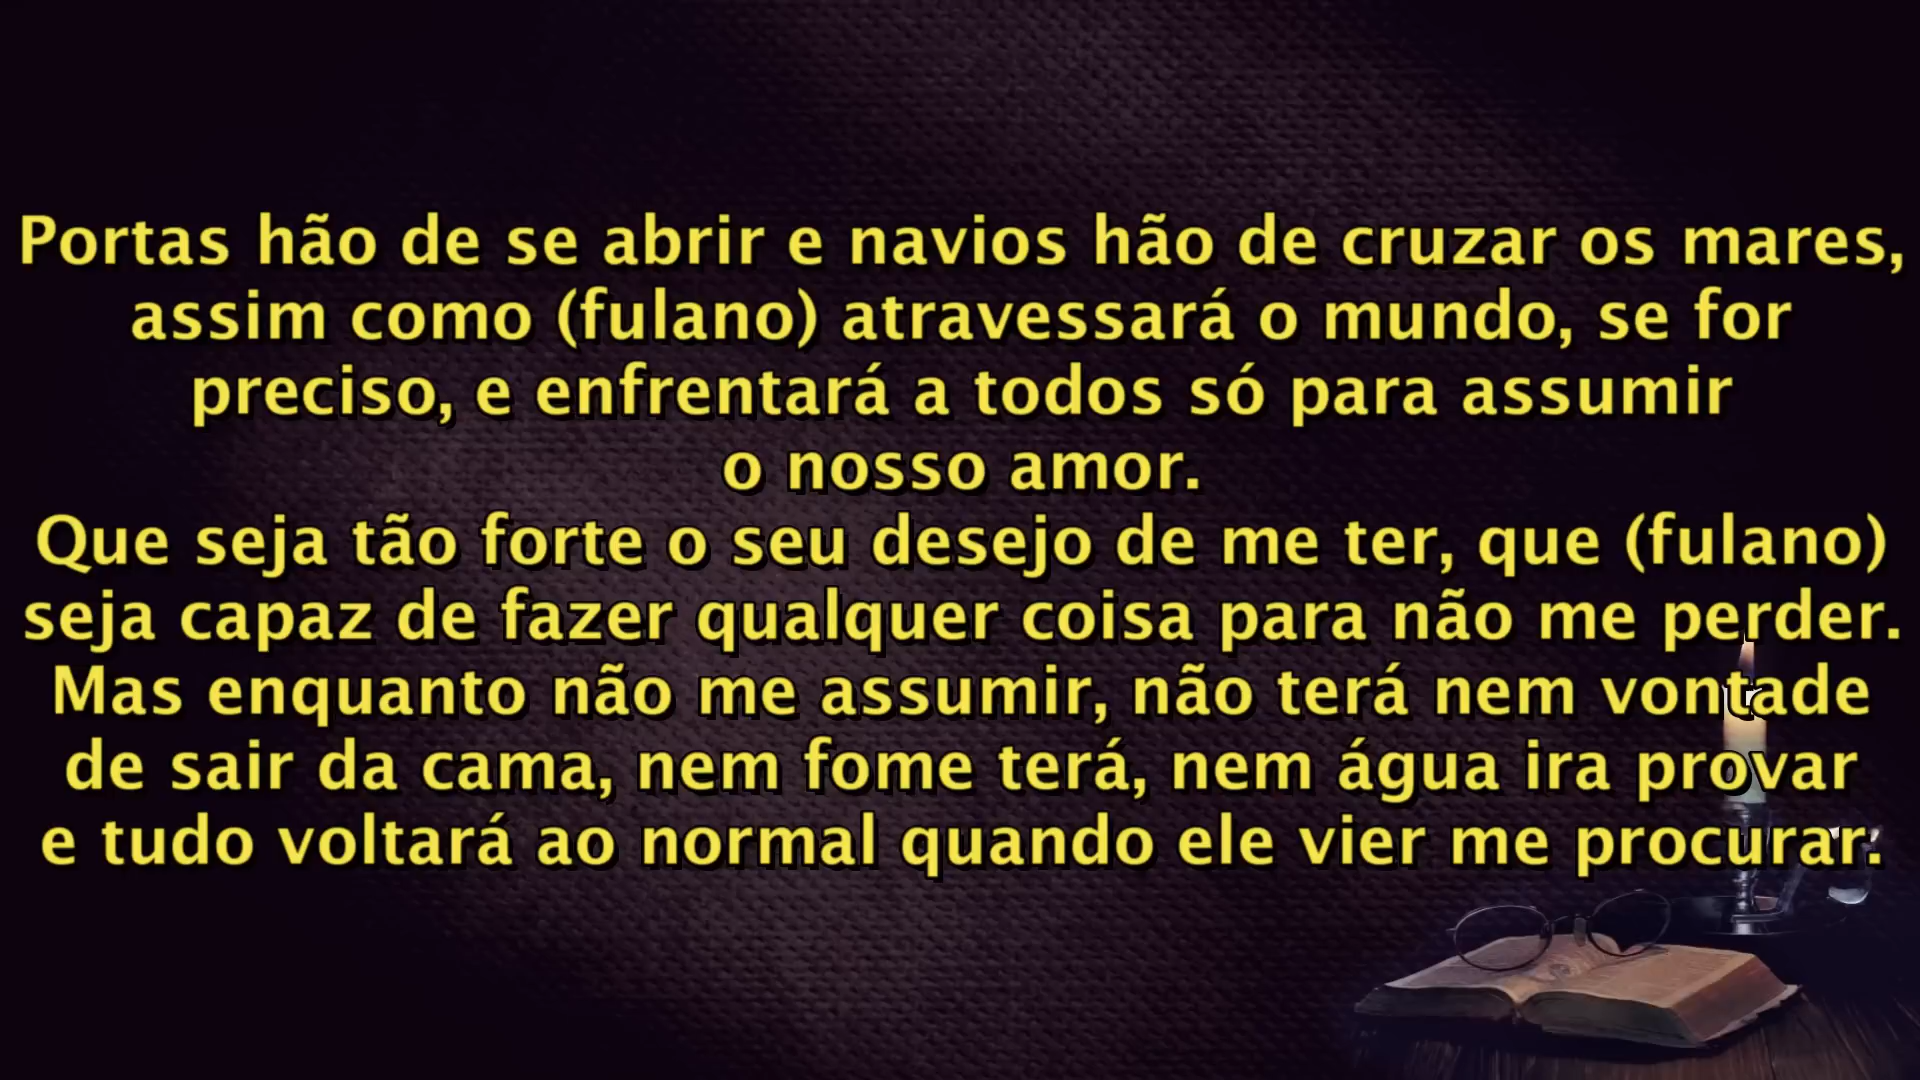 Portas hão de se abrir e navios hão de cruzar os mares,
assim como (fulano) atravessará o mundo, se for
preciso, e enfrentará a todos só para assumir
o nosso amor.
Que seja tão forte o seu desejo de me ter, que (fulano)
seja capaz de fazer qualquer coisa para não me perder.
Mas enquanto não me assumir, não terá nem vontade
de sair da cama, nem fome terá, nem água ira provar
e tudo voltará ao normal quando ele vier me procurar.